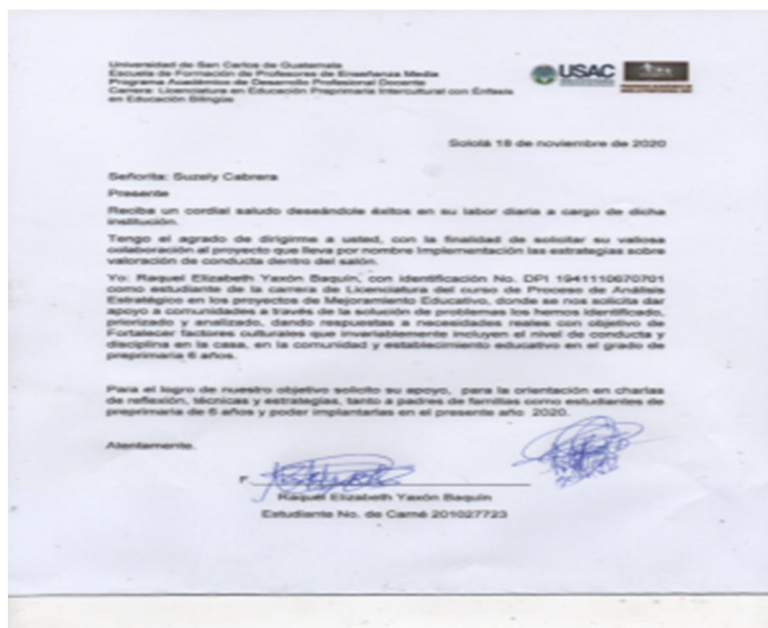 Universidad de San Carlos de Guatemala
Escuela de Formación de Profesores de Enseñanza Media
Programa Académico de Desarrollo Profesional Docente
Carrera: Licenciatura en Educación Preprimaria Intercultural con Énfasis
en Educación Bilingüe
USAC
Sololá 18 de noviembre de 2020
Señorita: Suzely Cabrera
Presente
Reciba un cordial saludo deseándole éxitos en su labor diaria a cargo de dicha
institución.
Tengo el agrado de dirigirme a usted, con la finalidad de solicitar su valiosa
colaboración al proyecto que lleva por nombre Implementación las estrategias sobre
valoración de conducta dentro del salón.
Yo: Raquel Elizabeth Yaxón Baquín, con identificación No. DPI 1941110670701
como estudiante de la carrera de Licenciatura del curso de Proceso de Análisis
Estratégico en los proyectos de Mejoramiento Educativo, donde se nos solicita dar
apoyo a comunidades a través de la solución de problemas los hemos identificado,
priorizado y analizado, dando respuestas a necesidades reales con objetivo de
Fortalecer factores culturales que invariablemente incluyen el nivel de conducta y
disciplina en la casa, en la comunidad y establecimiento educativo en el grado de
preprimaria 6 años.
Para el logro de nuestro objetivo solicito su apoyo, para la orientación en charlas
de reflexión, técnicas y estrategias, tanto a padres de familias como estudiantes de
preprimaria de 6 años y poder implantarlas en el presente año 2020.
Atentamente.
F.
Raquel Elizabeth Yaxón Baquín
Estudiante No. de Carné 201027723